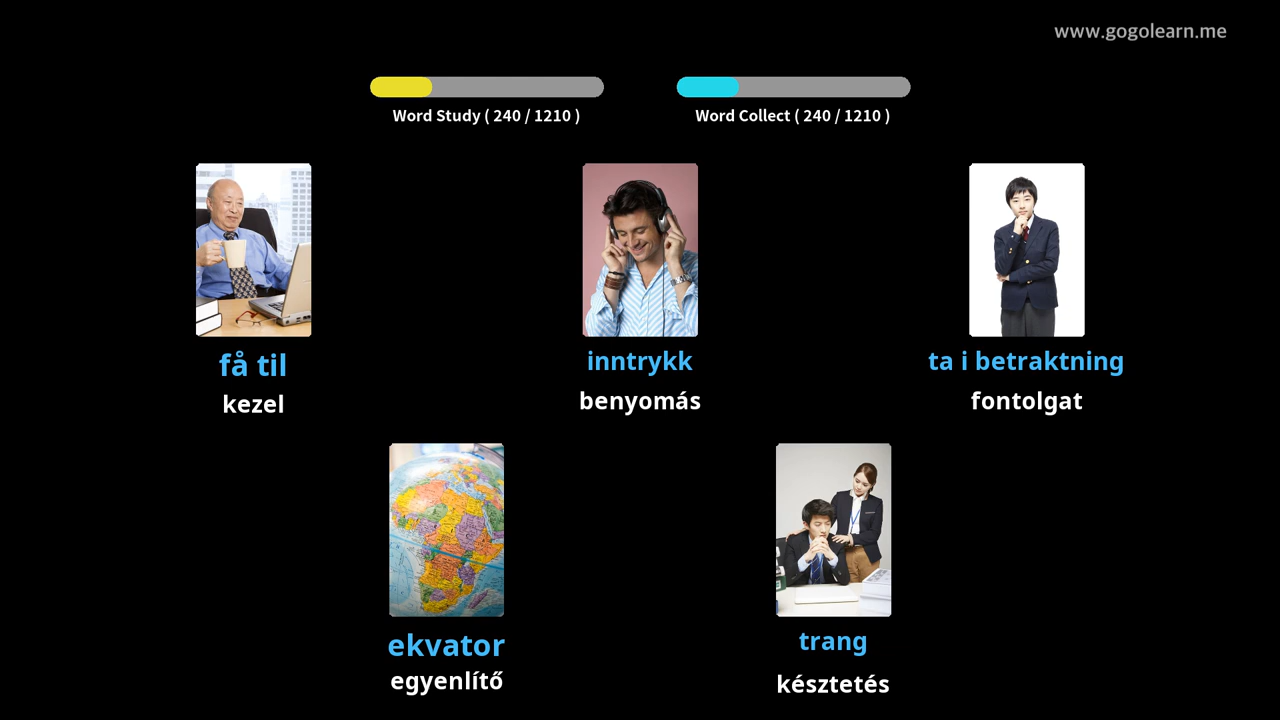 www.gogolearn.me
Word Study ( 240 / 1210 )
Word Collect ( 240 / 1210 )
få til
kezel
inntrykk
benyomás
ta i betraktning
fontolgat
ekvator
egyenlítő
trang
késztetés